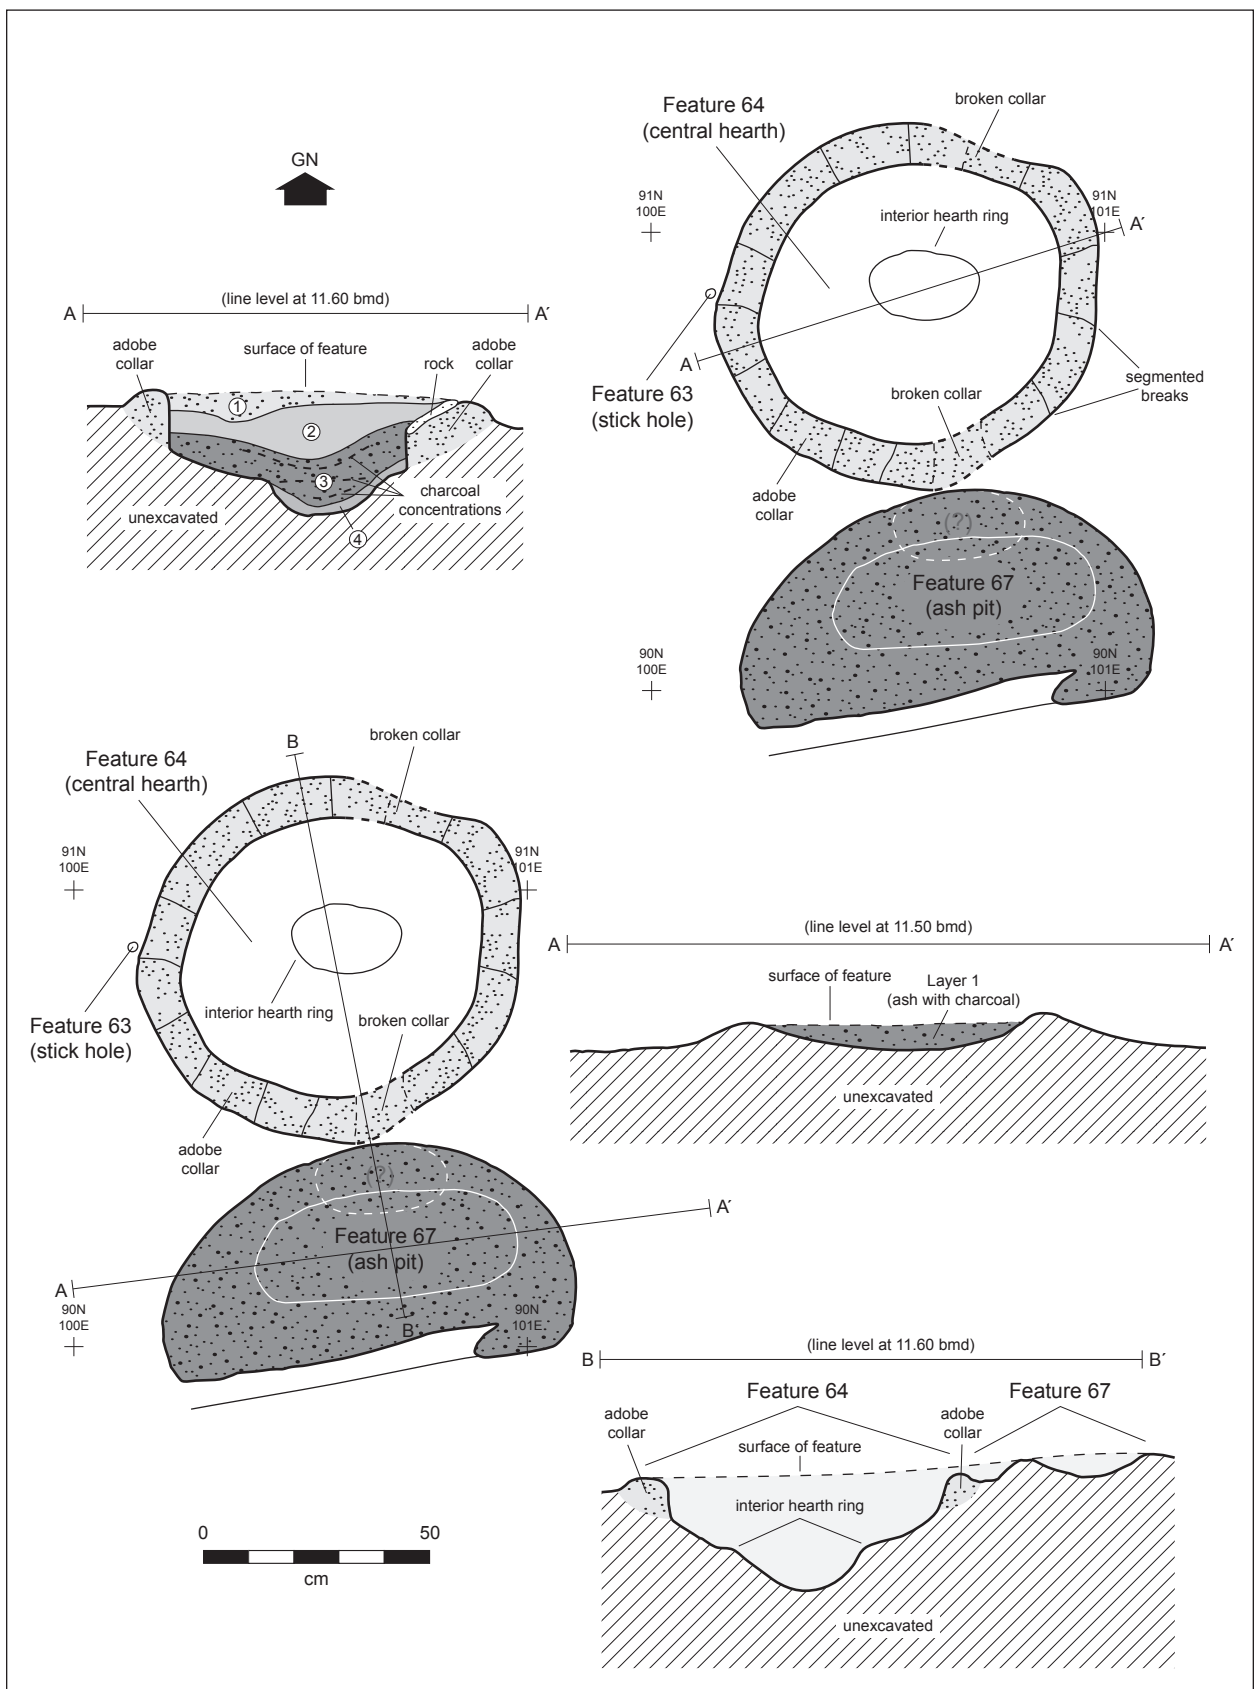 GN
A
(line level at 11.60 bmd)
A′
adobe
collar
surface of feature
rock
adobe
collar
1
2
3
4
charcoal
concentrations
unexcavated
Feature 64
(central hearth)
broken collar
91N
100E
91N
101E
A′
interior hearth ring
A
Feature 63
(stick hole)
broken collar
segmented
breaks
adobe
collar
(?)
Feature 67
(ash pit)
90N
100E
90N
101E
B
broken collar
Feature 64
(central hearth)
91N
100E
91N
101E
interior hearth ring
broken collar
Feature 63
(stick hole)
adobe
collar
(?)
Feature 67
(ash pit)
A
A′
90N
100E
B′
90N
101E
A
(line level at 11.50 bmd)
A′
surface of feature
Layer 1
(ash with charcoal)
unexcavated
B
(line level at 11.60 bmd)
B′
Feature 64
Feature 67
adobe
collar
surface of feature
adobe
collar
interior hearth ring
unexcavated
0
50
cm